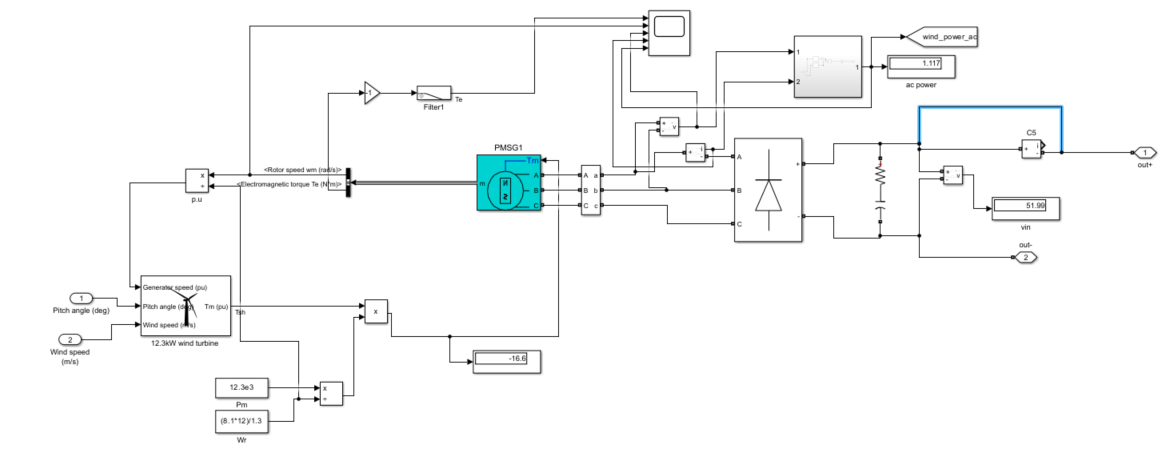 wind_power_ac
1
2
1
1.117
ac power
-1
Filter1
Te
+
-
v
+
i
-
PMSG1
Tm
m
A
B
C
N
S
A
B
C
a
b
c
A
B
C
+
-
C5
+
i
-
1
out+
+
-
v
51.99
vin
out-
2
<Rotor speed wm (rad/s)>
<Electromagnetic torque Te (N*m)>
x
÷
p.u
1
Pitch angle (deg)
2
Wind speed
(m/s)
Generator speed (pu)
Pitch angle (deg)
Wind speed (m/s)
Tm (pu)
12.3kW wind turbine
Tsh
x
-16.6
12.3e3
Pm
(8.1*12)/1.3
Wr
x
÷